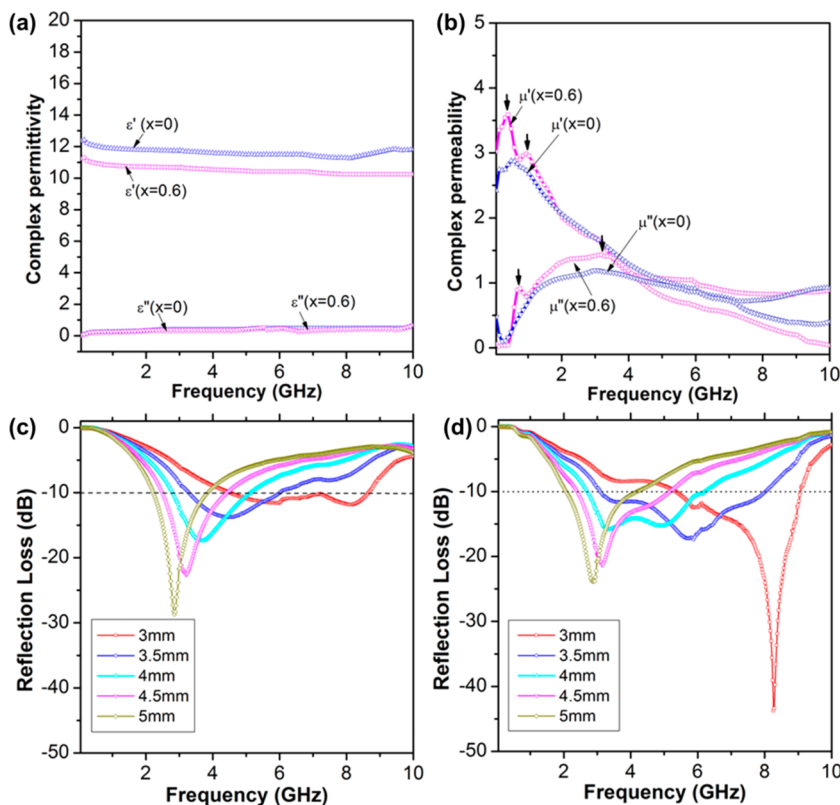 (a)
20
18
16
14
12
10
8
6
4
2
0
Complex permittivity
ε' (x=0)
ε'(x=0.6)
ε"(x=0)
ε"(x=0.6)
2 4 6 8 10
Frequency (GHz)
(b)
5
4
3
2
1
0
Complex permeability
μ'(x=0.6)
μ'(x=0)
μ"(x=0)
μ"(x=0.6)
0 2 4 6 8 10
Frequency (GHz)
(c)
0
-10
-20
-30
-40
-50
Reflection Loss (dB)
3mm
3.5mm
4mm
4.5mm
5mm
2 4 6 8 10
Frequency (GHz)
(d)
0
-10
-20
-30
-40
-50
Reflection Loss (dB)
3mm
3.5mm
4mm
4.5mm
5mm
2 4 6 8 10
Frequency (GHz)